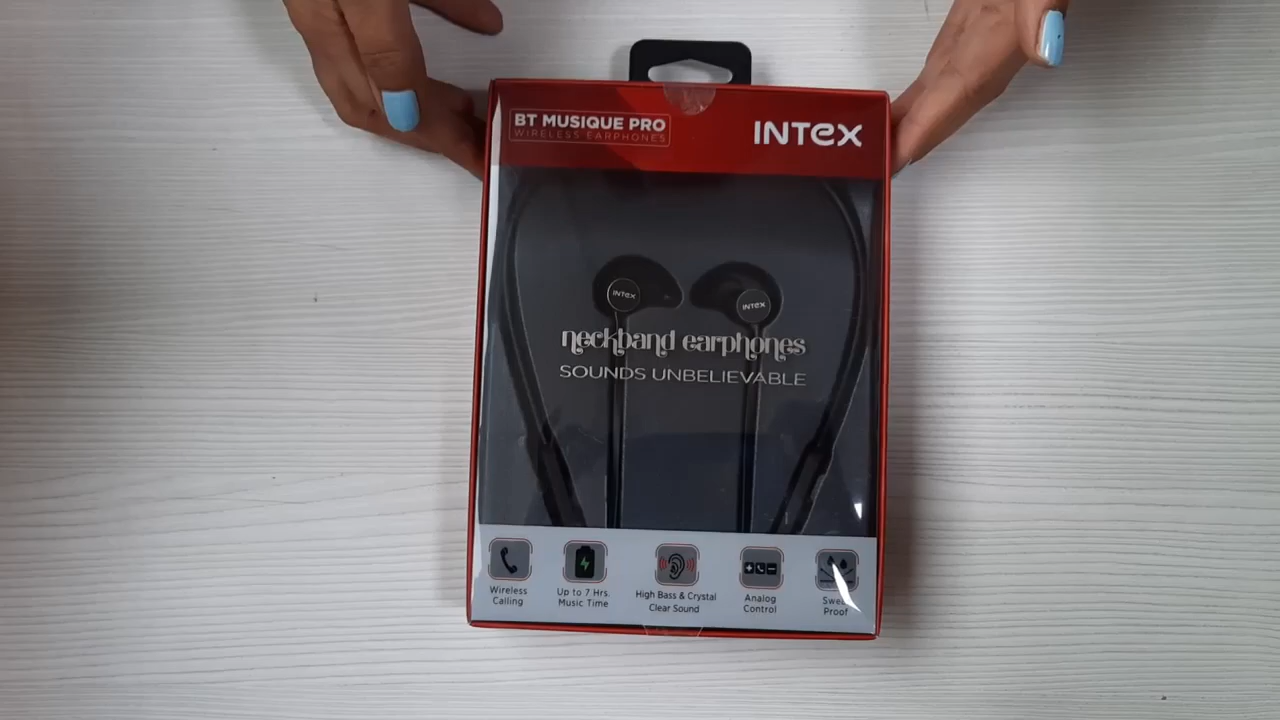 BT MUSIQUE PRO
WIRELESS EARPHONES
INTEX
INTEX
INTEX
neckband earphones
SOUNDS UNBELIEVABLE
Wireless
Calling
Up to 7 Hrs.
Music Time
High Bass & Crystal
Clear Sound
Analog
Control
Sweat
Proof